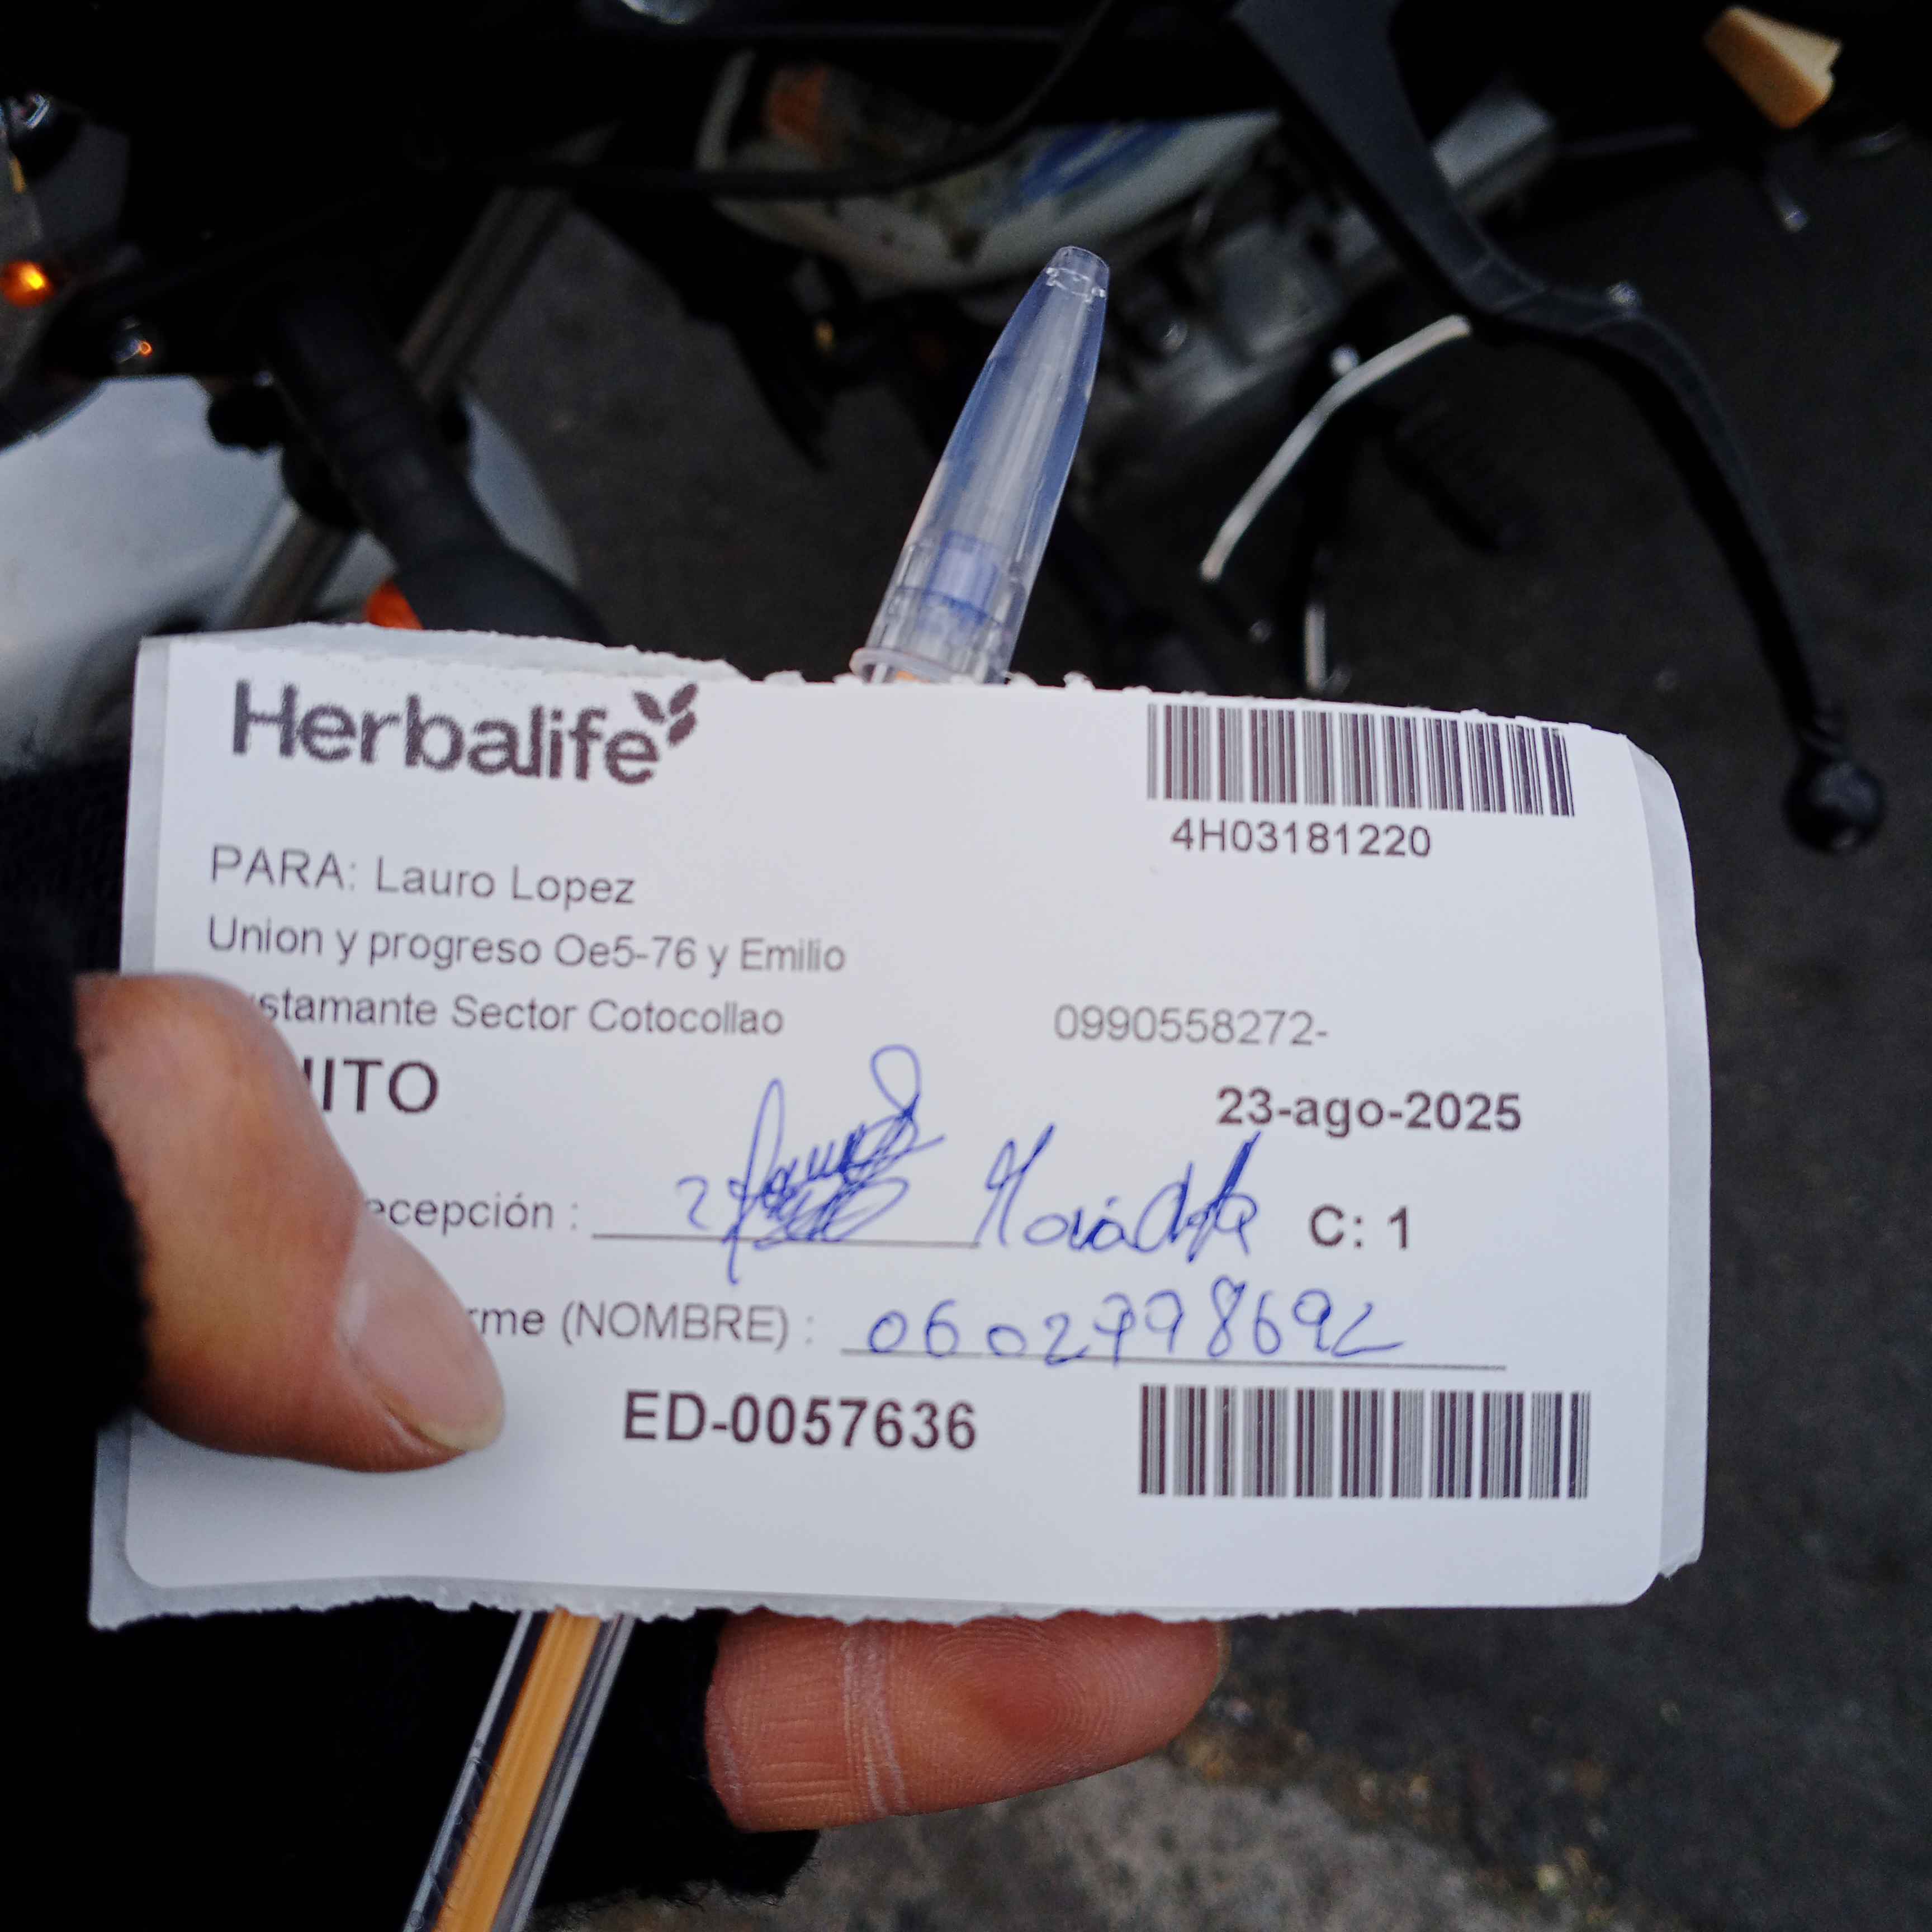 Herbalife
4H03181220
PARA: Lauro Lopez
Union y progreso Oe5-76 y Emilio
stamante Sector Cotocollao 0990558272-
ITO
23-ago-2025
ecepción : C: 1
rme (NOMBRE) : 0602798692
ED-0057636